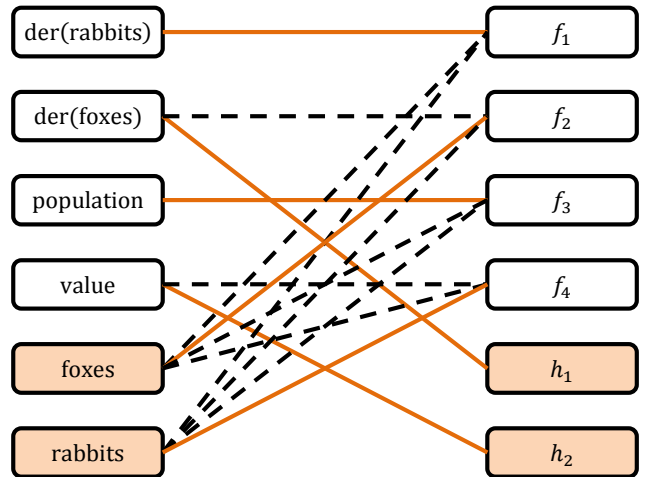 der(rabbits) f₁
der(foxes) f₂
population f₃
value f₄
foxes h₁
rabbits h₂